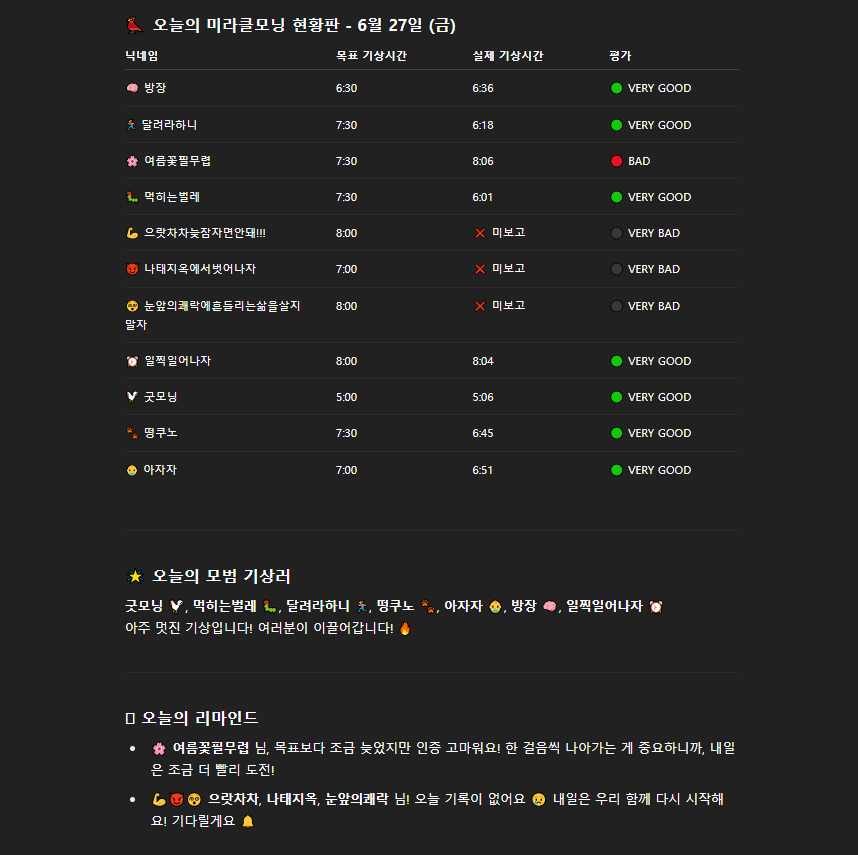 🐦‍🔥 오늘의 미라클모닝 현황판 - 6월 27일 (금)
닉네임 목표 기상시간 실제 기상시간 평가
🧠 방장 6:30 6:36 🟢 VERY GOOD
🏃🏽‍♂️ 달려라하니 7:30 6:18 🟢 VERY GOOD
🌸 여름꽃필무렵 7:30 8:06 🔴 BAD
🐛 먹히는벌레 7:30 6:01 🟢 VERY GOOD
💪 으랏차차늦잠자면안돼!!! 8:00 ❌ 미보고 ⚫ VERY BAD
😈 나태지옥에서벗어나자 7:00 ❌ 미보고 ⚫ VERY BAD
🥺 눈앞의쾌락에흔들리는삶을살지
말자 8:00 ❌ 미보고 ⚫ VERY BAD
⏰ 일찍일어나자 8:00 8:04 🟢 VERY GOOD
🕊️ 굿모닝 5:00 5:06 🟢 VERY GOOD
🐾 떵쿠노 7:30 6:45 🟢 VERY GOOD
😢 아자자 7:00 6:51 🟢 VERY GOOD
🌟 오늘의 모범 기상러
굿모닝 🕊️, 먹히는벌레 🐛, 달려라하니 🏃🏽‍♂️, 떵쿠노 🐾, 아자자 😢, 방장 🧠, 일찍일어나자 ⏰
아주 멋진 기상입니다! 여러분이 이끌어갑니다! 🔥
오늘의 리마인드
• 🌸 여름꽃필무렵 님, 목표보다 조금 늦었지만 인증 고마워요! 한 걸음씩 나아가는 게 중요하니까, 내일
은 조금 더 빨리 도전!
• 💪😈🥺 으랏차차, 나태지옥, 눈앞의쾌락 님! 오늘 기록이 없어요 😥 내일은 우리 함께 다시 시작해
요! 기다릴게요 🔔